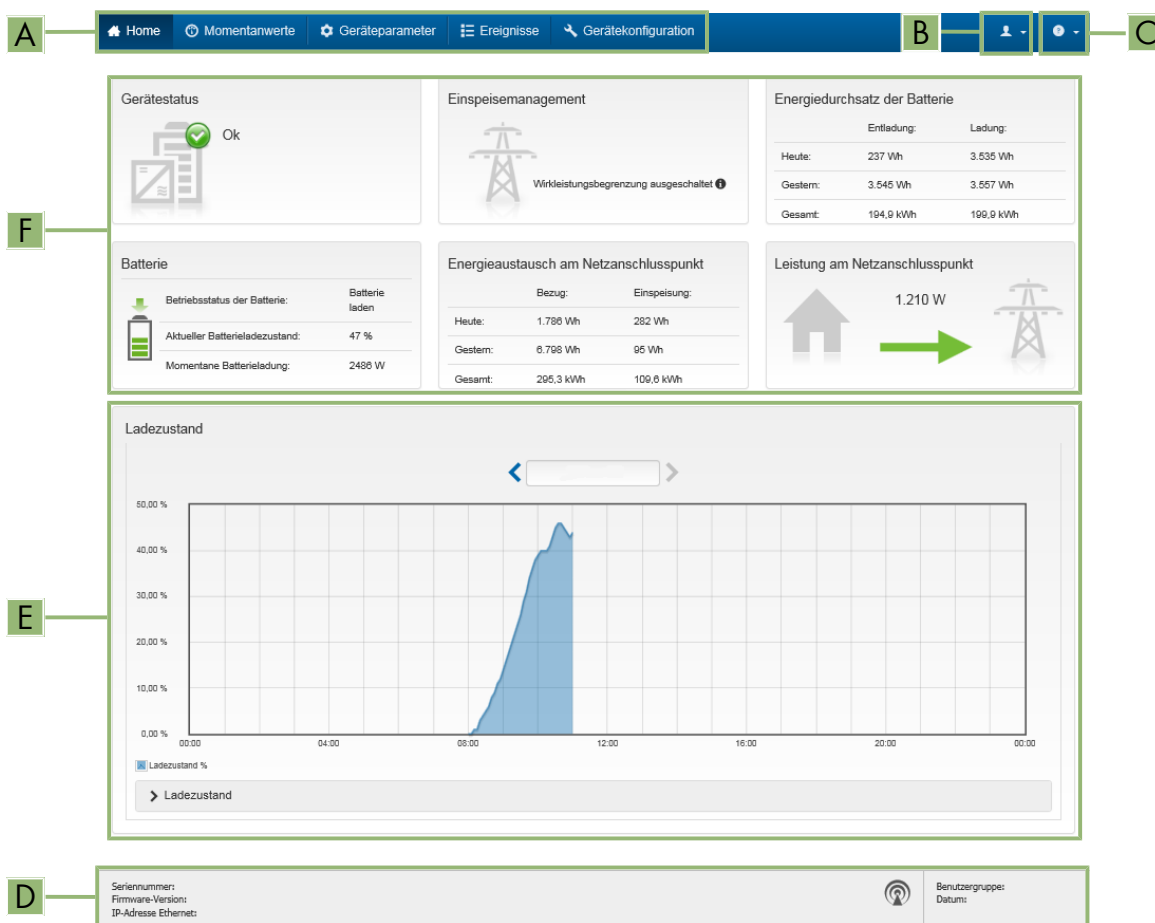 A
Home Momentanwerte Geräteparameter Ereignisse Gerätekonfiguration
B
C
F
Gerätestatus
Ok
Einspeisemanagement
Wirkleistungsbegrenzung ausgeschaltet
Energiedurchsatz der Batterie
Entladung: Ladung:
Heute: 237 Wh 3.535 Wh
Gestern: 3.545 Wh 3.557 Wh
Gesamt: 194,9 kWh 199,9 kWh
Batterie
Betriebsstatus der Batterie: Batterie laden
Aktueller Batterieladezustand: 47 %
Momentane Batterieladung: 2486 W
Energieaustausch am Netzanschlusspunkt
Bezug: Einspeisung:
Heute: 1.786 Wh 282 Wh
Gestern: 6.798 Wh 95 Wh
Gesamt: 295,3 kWh 109,6 kWh
Leistung am Netzanschlusspunkt
1.210 W
E
Ladezustand
50,00 %
40,00 %
30,00 %
20,00 %
10,00 %
0,00 %
00:00 04:00 08:00 12:00 16:00 20:00 00:00
Ladezustand %
Ladezustand
D
Seriennummer:
Firmware-Version:
IP-Adresse Ethernet:
Benutzergruppe:
Datum: